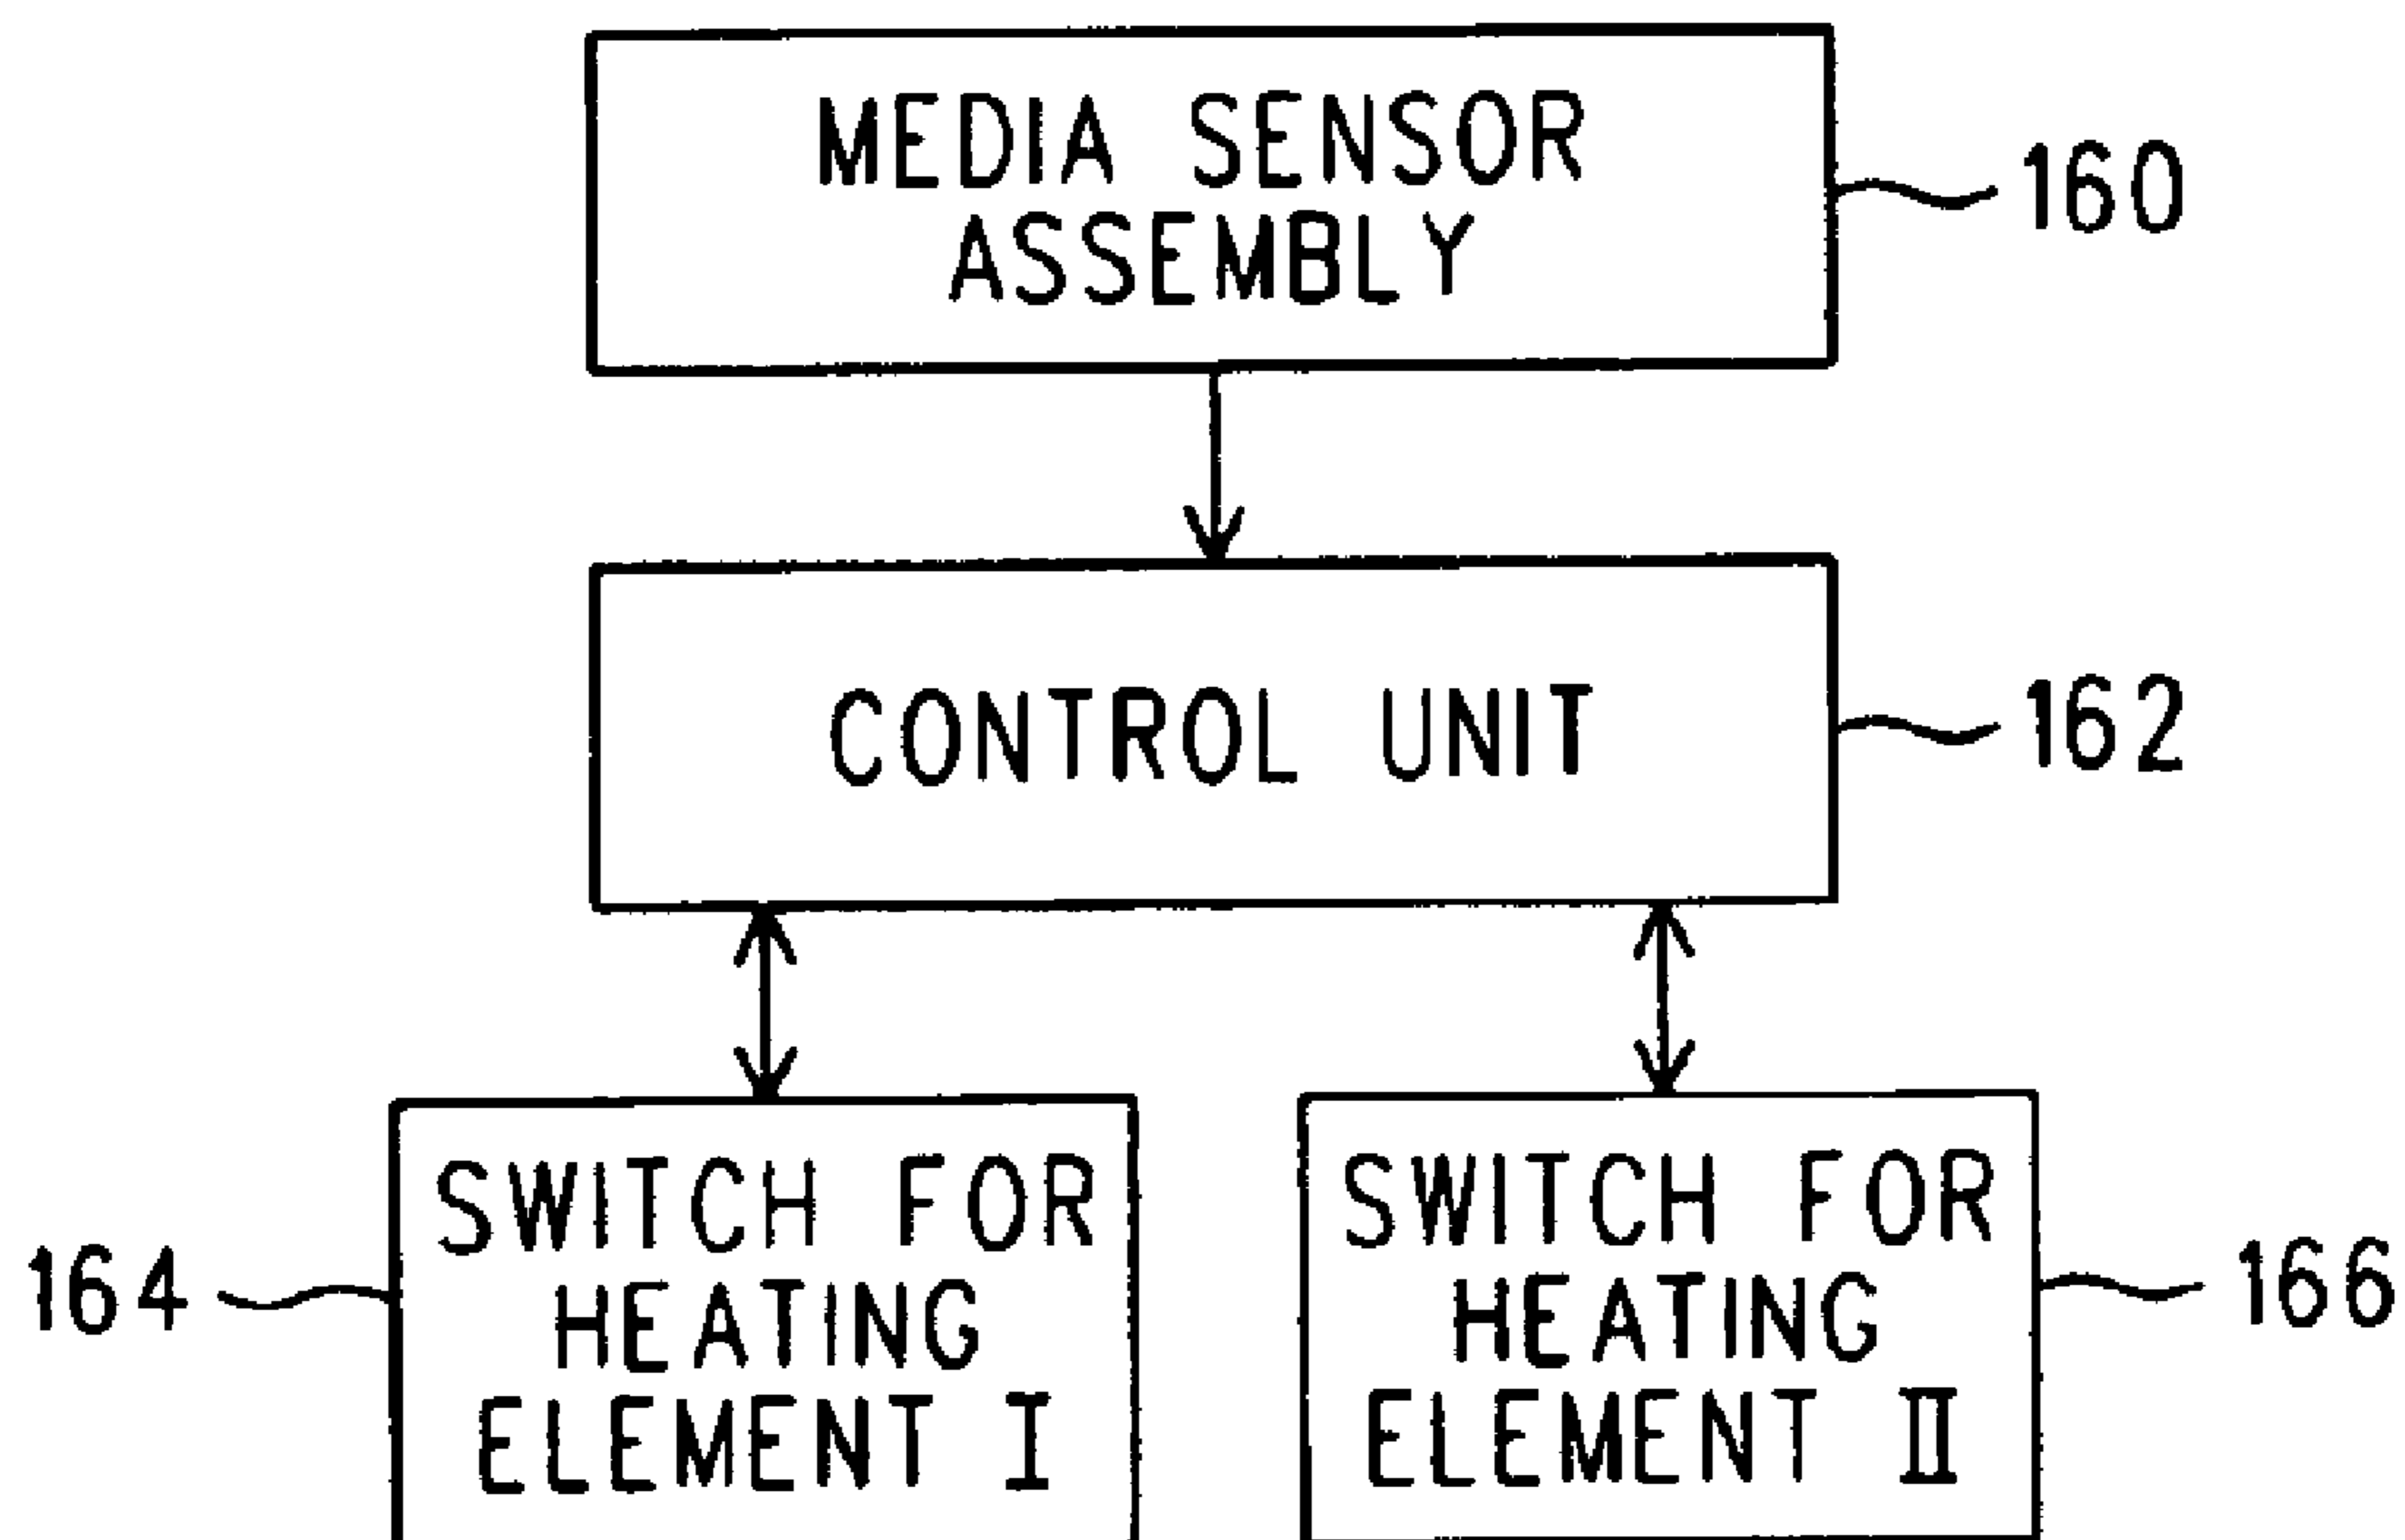 MEDIA SENSOR
ASSEMBLY
160
CONTROL UNIT
162
164
SWITCH FOR
HEATING
ELEMENT I
SWITCH FOR
HEATING
ELEMENT II
166